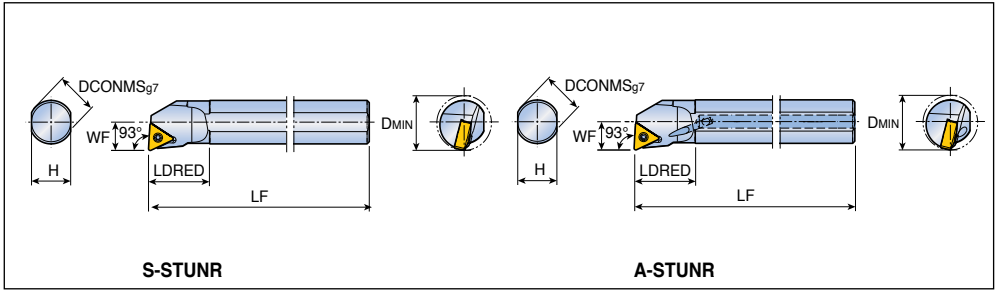 DCONMSg7
WF
93°
H
LDRED
LF
DMIN
S-STUNR
DCONMSg7
WF
93°
H
LDRED
LF
DMIN
A-STUNR